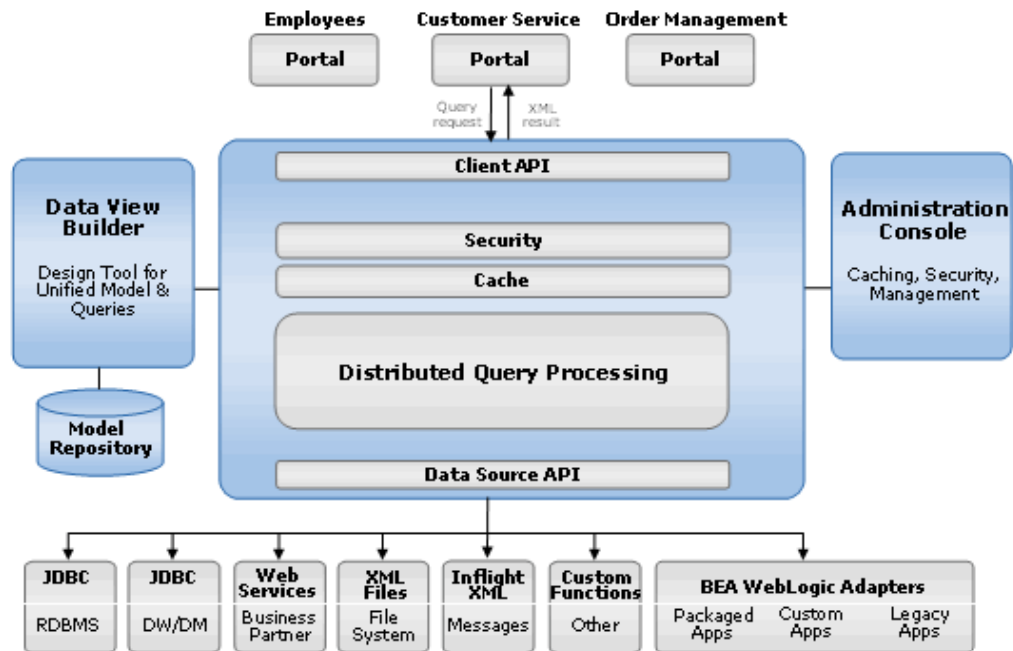 Employees
Customer Service
Order Management
Portal
Portal
Portal
Query
request
XML
result
Client API
Data View
Builder
Design Tool for
Unified Model &
Queries
Security
Cache
Distributed Query Processing
Administration
Console
Caching, Security,
Management
Model
Repository
Data Source API
JDBC
RDBMS
JDBC
DW/DM
Web
Services
Business
Partner
XML
Files
File
System
Inflight
XML
Messages
Custom
Functions
Other
BEA WebLogic Adapters
Packaged
Apps
Custom
Apps
Legacy
Apps